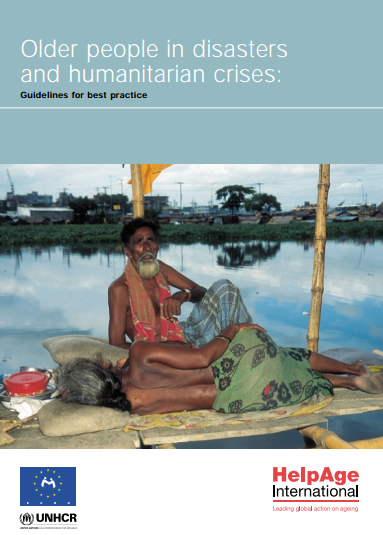 Older people in disasters
and humanitarian crises:
Guidelines for best practice
UNHCR
HelpAge
International
Leading global action on ageing